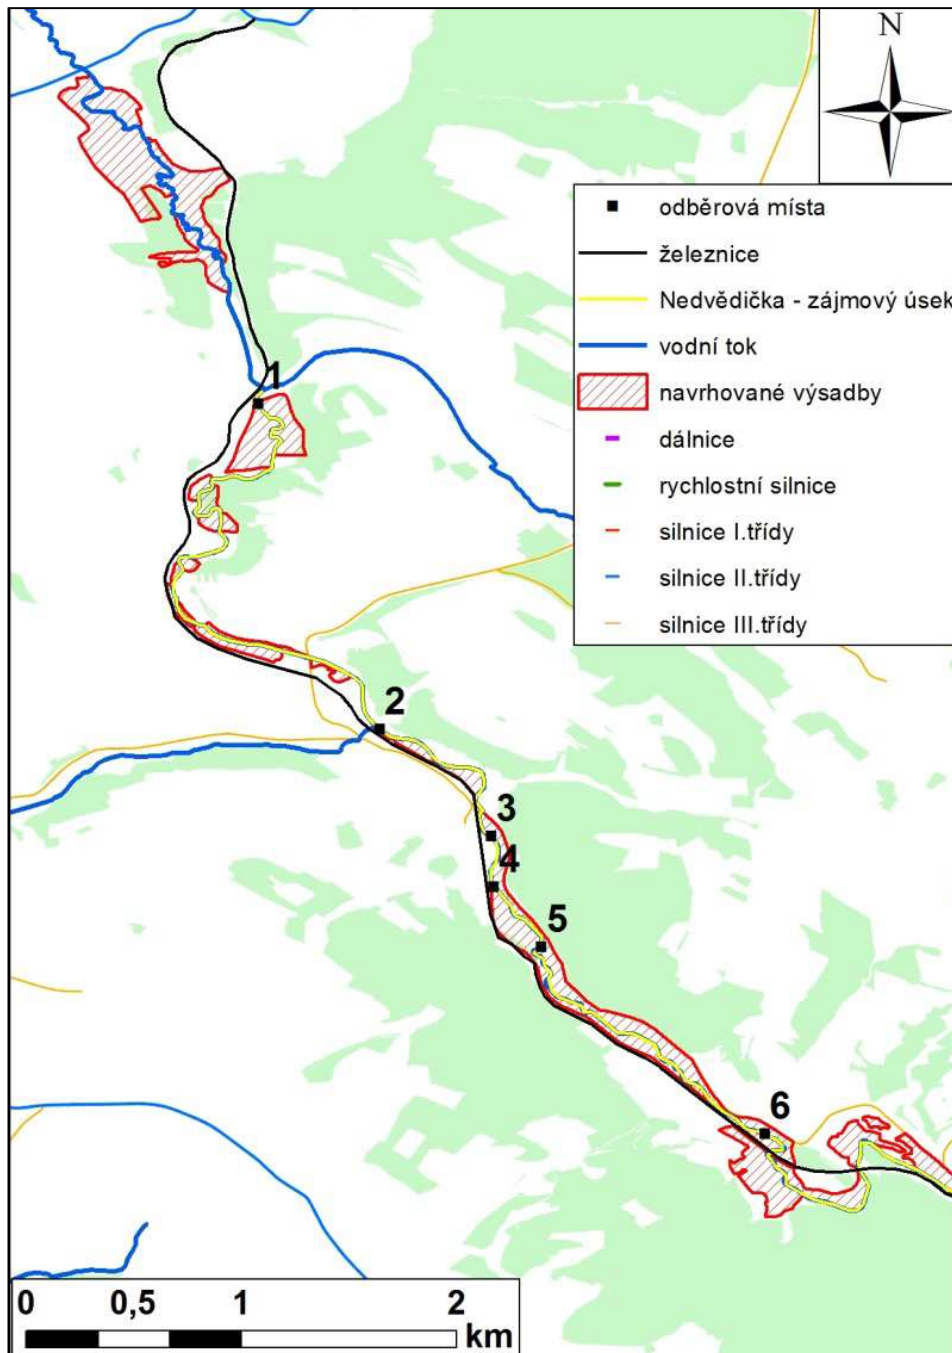 N
odběrová místa
železnice
Nedvědička - zájmový úsek
vodní tok
navrhované výsadby
dálnice
rychlostní silnice
silnice I.třídy
silnice II.třídy
silnice III.třídy
1
2
3
4
5
6
0 0,5 1 2
km